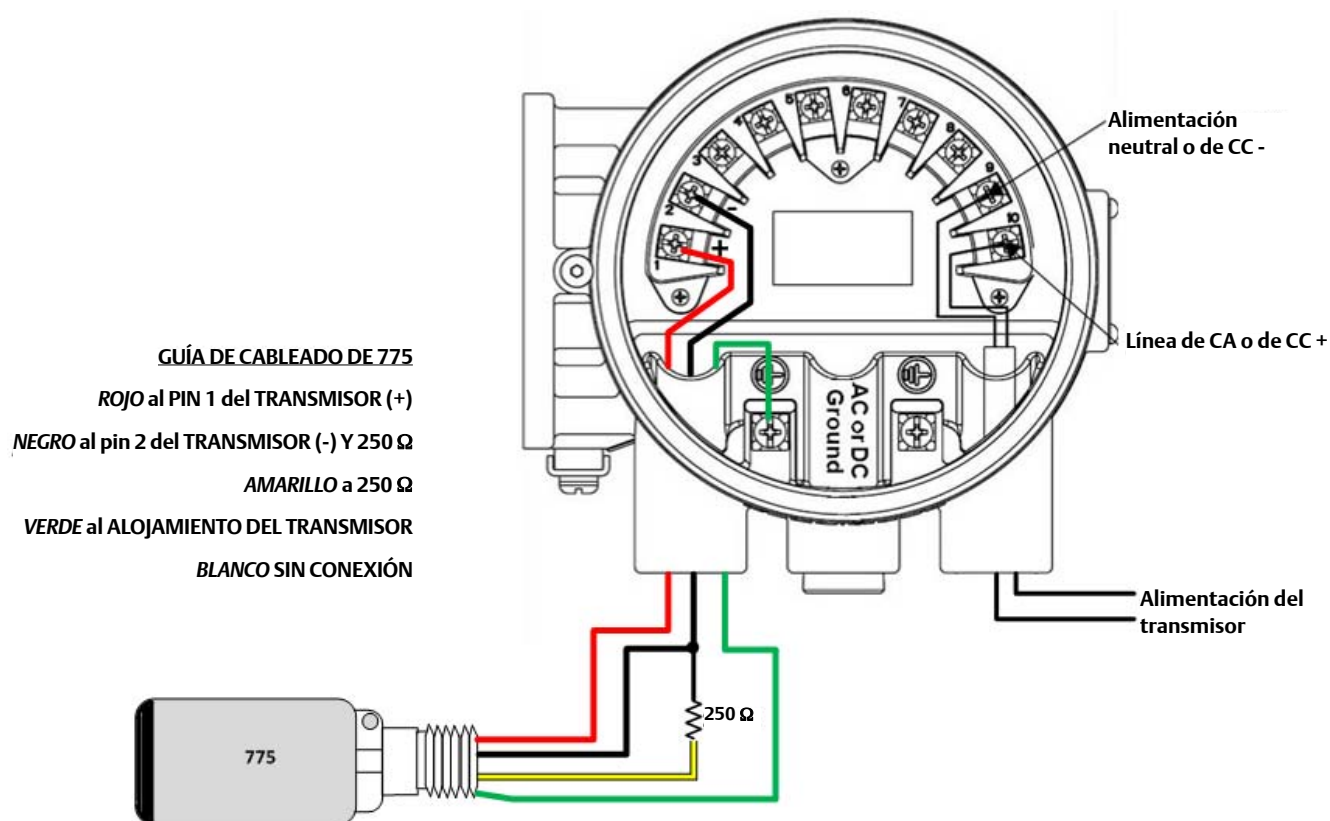 GUÍA DE CABLEADO DE 775
ROJO al PIN 1 del TRANSMISOR (+)
NEGRO al pin 2 del TRANSMISOR (-) Y 250 Ω
AMARILLO a 250 Ω
VERDE al ALOJAMIENTO DEL TRANSMISOR
BLANCO SIN CONEXIÓN
1
2
3
4
5
6
7
8
9
10
-
+
Alimentación
neutral o de CC -
Línea de CA o de CC +
AC or DC
Ground
Alimentación del
transmisor
250 Ω
775